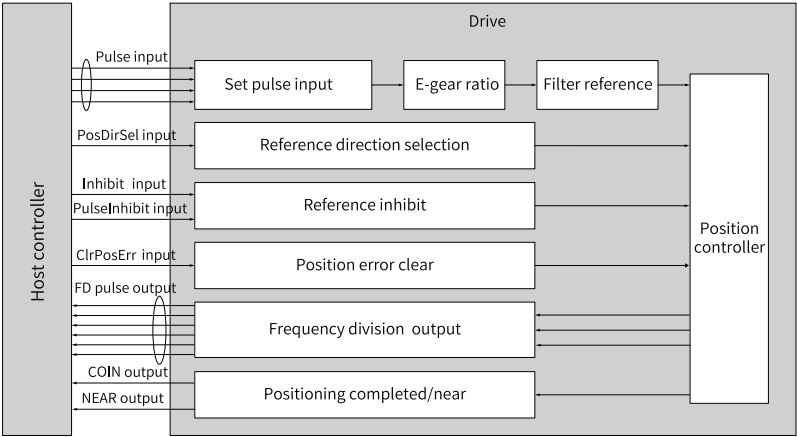 Drive
Pulse input
Set pulse input
E-gear ratio
Filter reference
PosDirSel input
Reference direction selection
Inhibit input
PulseInhibit input
Reference inhibit
Host controller
Position
controller
ClrPosErr input
Position error clear
FD pulse output
Frequency division output
COIN output
NEAR output
Positioning completed/near